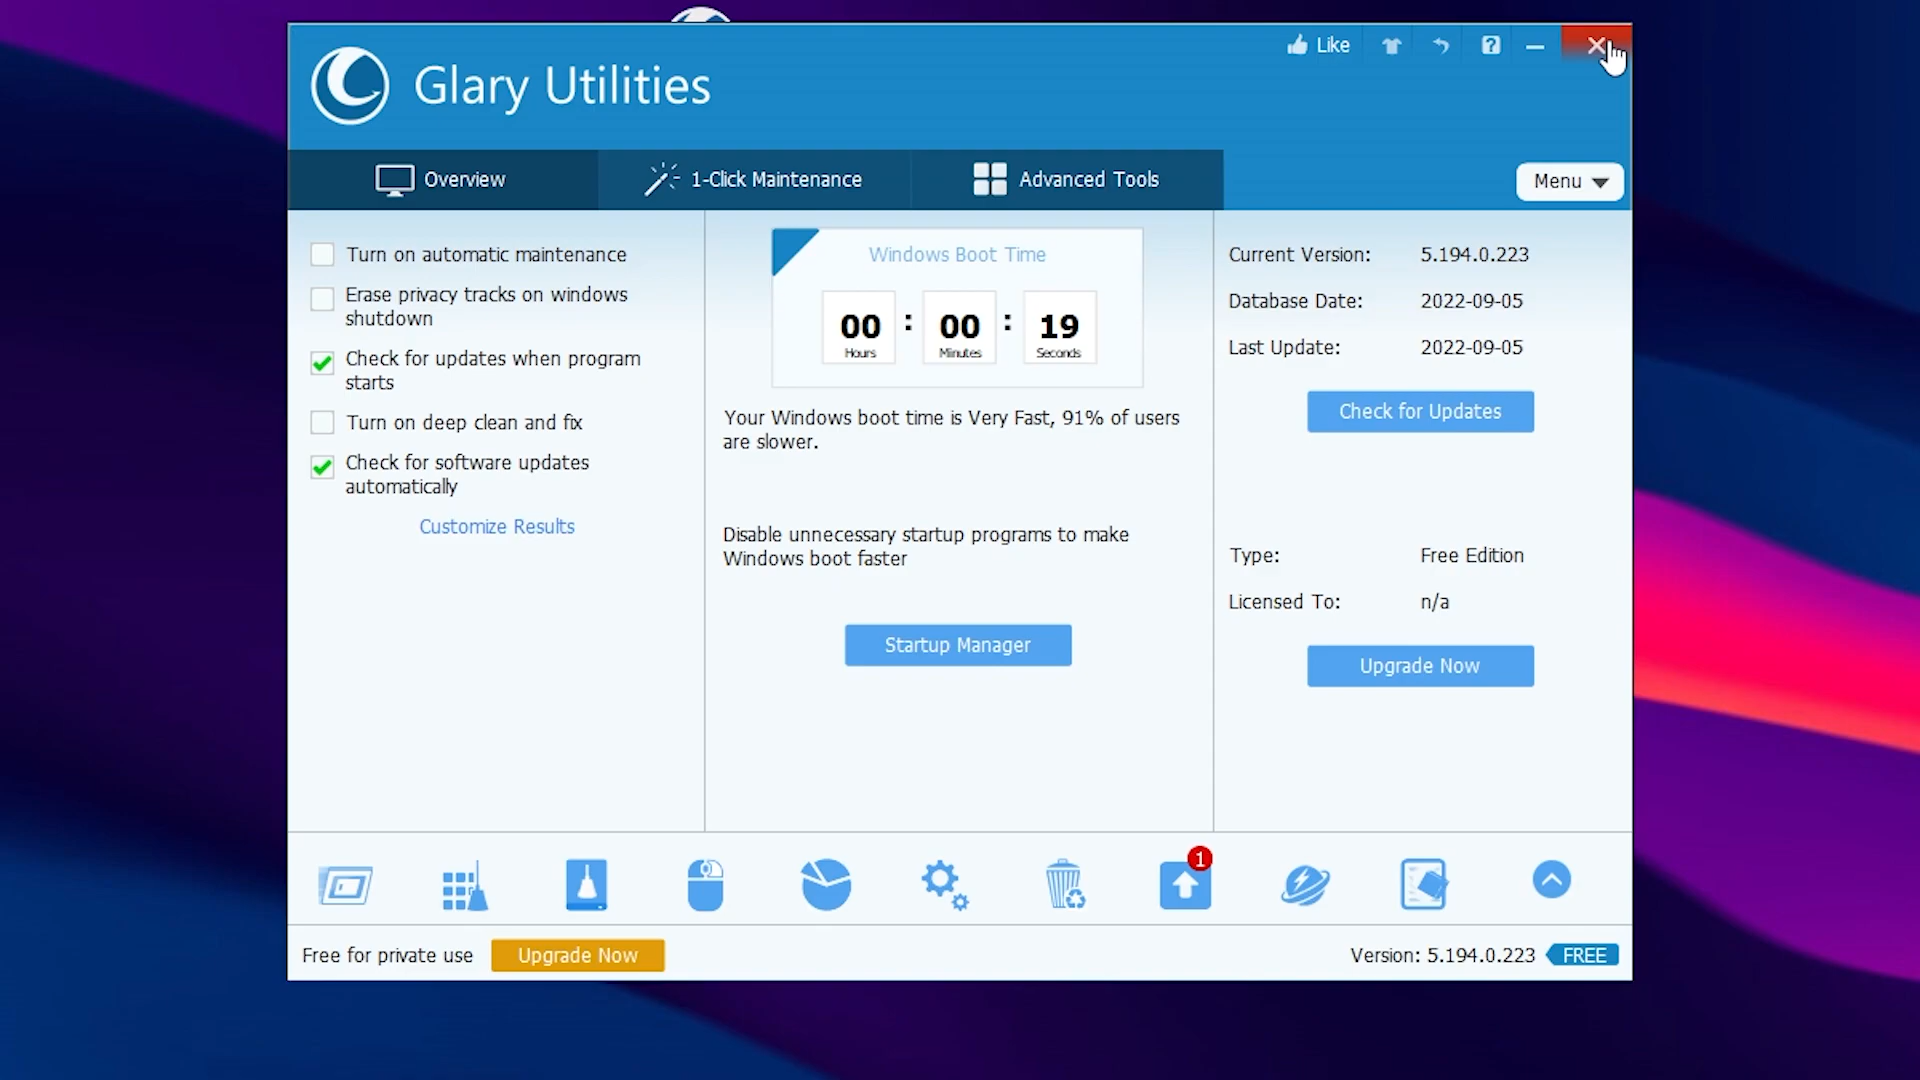 Like
Glary Utilities
Overview
1-Click Maintenance
Advanced Tools
Menu
Turn on automatic maintenance
Erase privacy tracks on windows
shutdown
Check for updates when program
starts
Turn on deep clean and fix
Check for software updates
automatically
Customize Results
Windows Boot Time
00 : 00 : 19
Hours Minutes Seconds
Your Windows boot time is Very Fast, 91% of users
are slower.
Disable unnecessary startup programs to make
Windows boot faster
Startup Manager
Current Version: 5.194.0.223
Database Date: 2022-09-05
Last Update: 2022-09-05
Check for Updates
Type: Free Edition
Licensed To: n/a
Upgrade Now
1
Free for private use
Upgrade Now
Version: 5.194.0.223
FREE